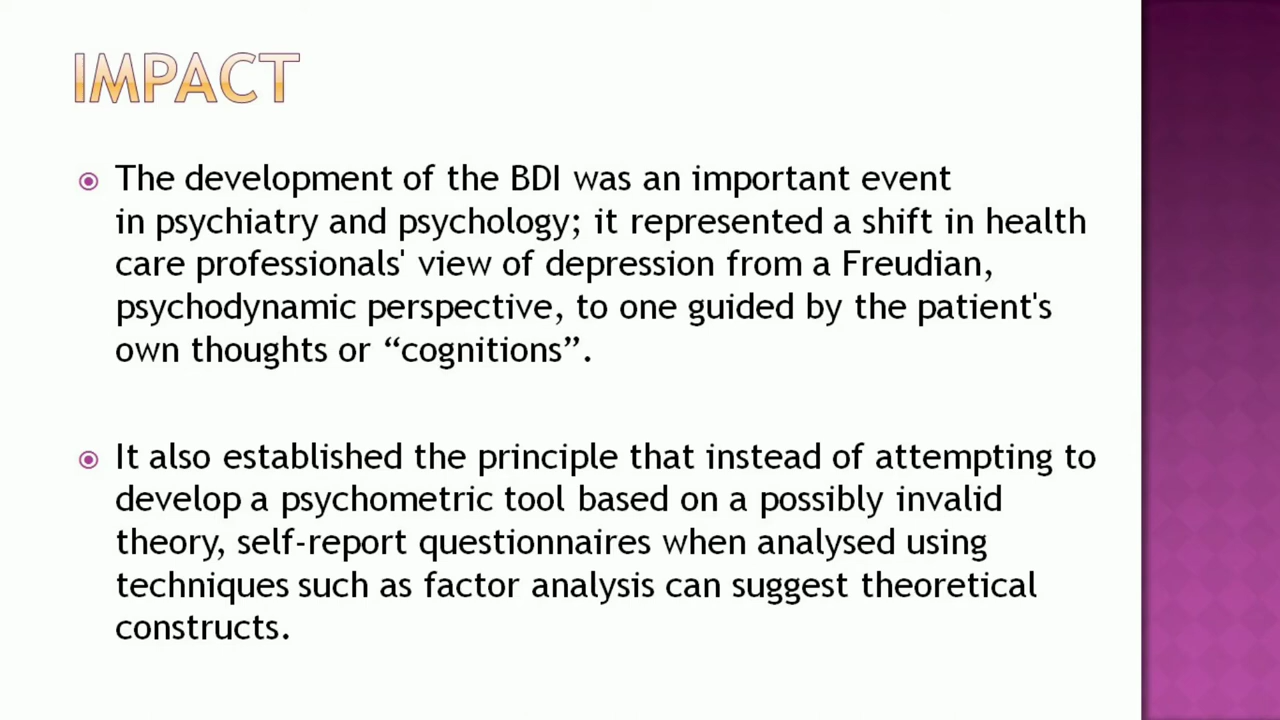 IMPACT
The development of the BDI was an important event
in psychiatry and psychology; it represented a shift in health
care professionals' view of depression from a Freudian,
psychodynamic perspective, to one guided by the patient's
own thoughts or “cognitions”.
It also established the principle that instead of attempting to
develop a psychometric tool based on a possibly invalid
theory, self-report questionnaires when analysed using
techniques such as factor analysis can suggest theoretical
constructs.